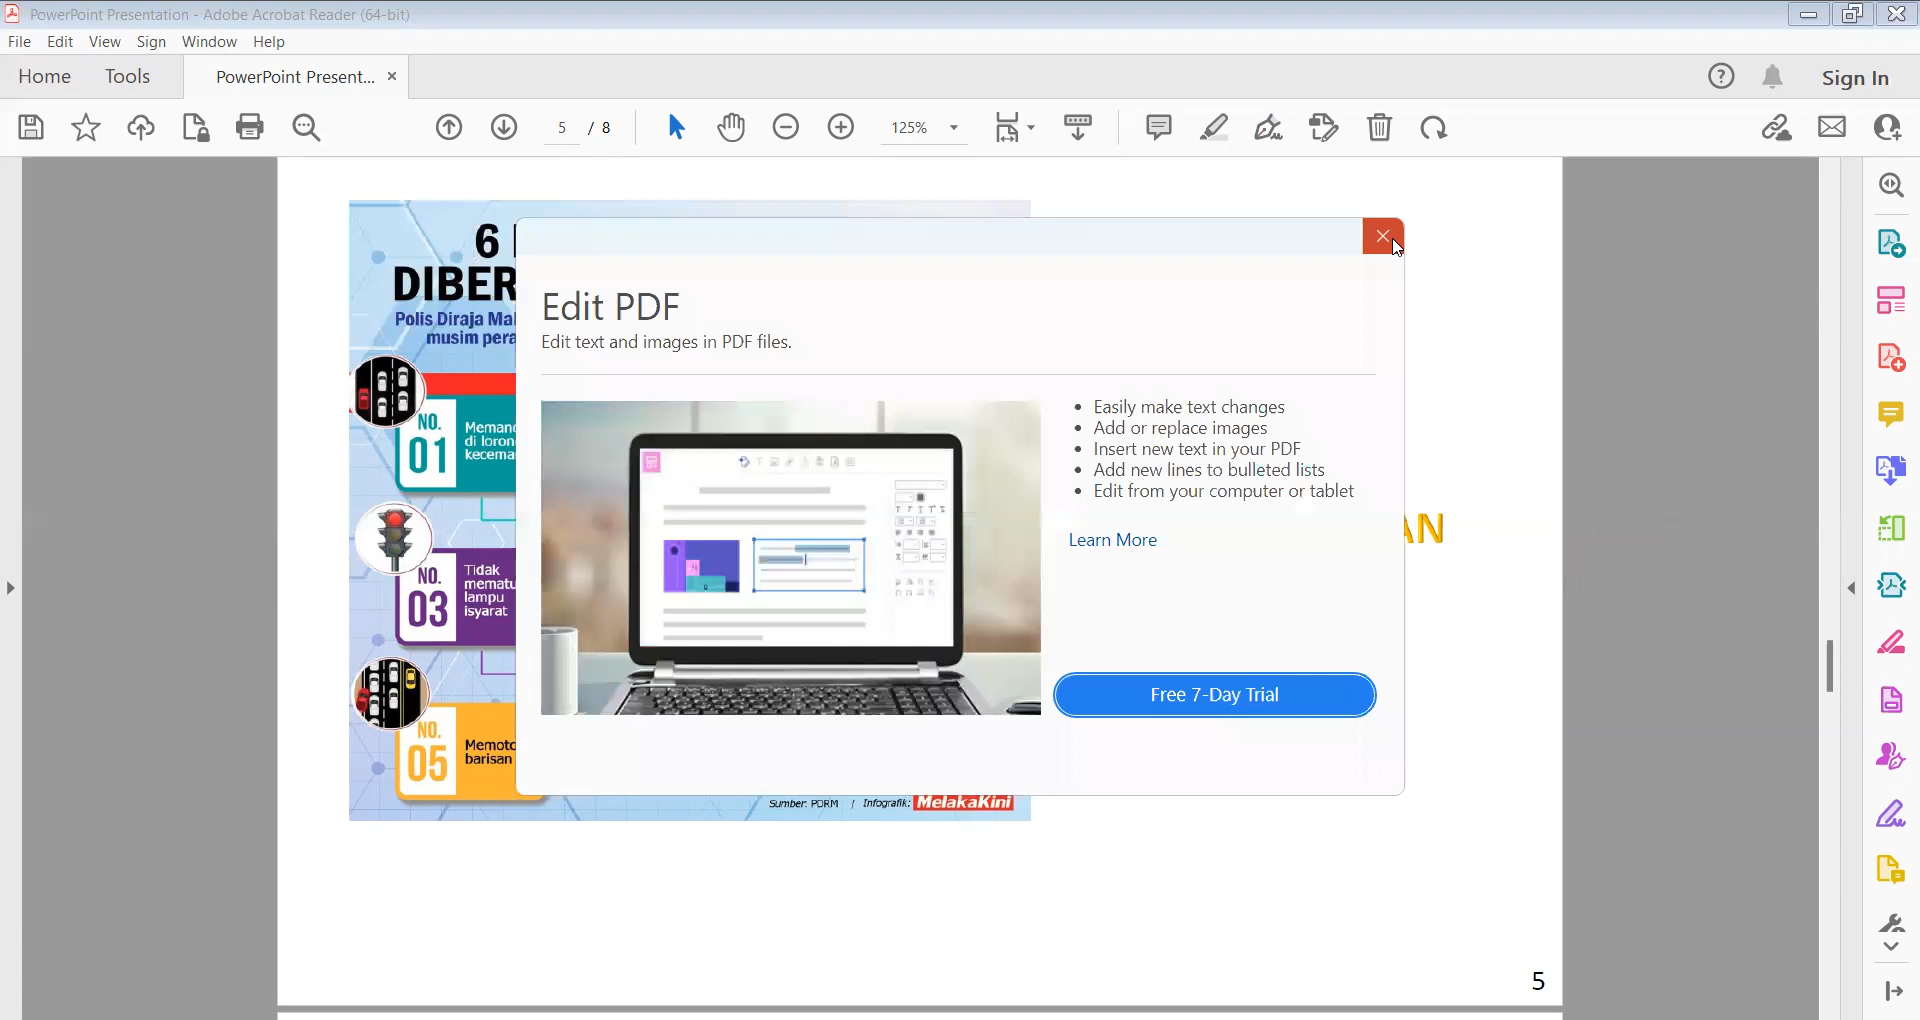 PowerPoint Presentation - Adobe Acrobat Reader (64-bit)
File Edit View Sign Window Help
Home Tools PowerPoint Present... Sign In
5 / 8 125%
6
DIBER
Polis Diraja Mal
musim pera
NO.
01
Meman
di loron
kecema
NO.
03
Tidak
mematu
lampu
isyarat
NO.
05
Memoto
barisan
Sumber: PDRM / Infografik: MelakaKini
Edit PDF
Edit text and images in PDF files.
• Easily make text changes
• Add or replace images
• Insert new text in your PDF
• Add new lines to bulleted lists
• Edit from your computer or tablet
Learn More
Free 7-Day Trial
AN
5